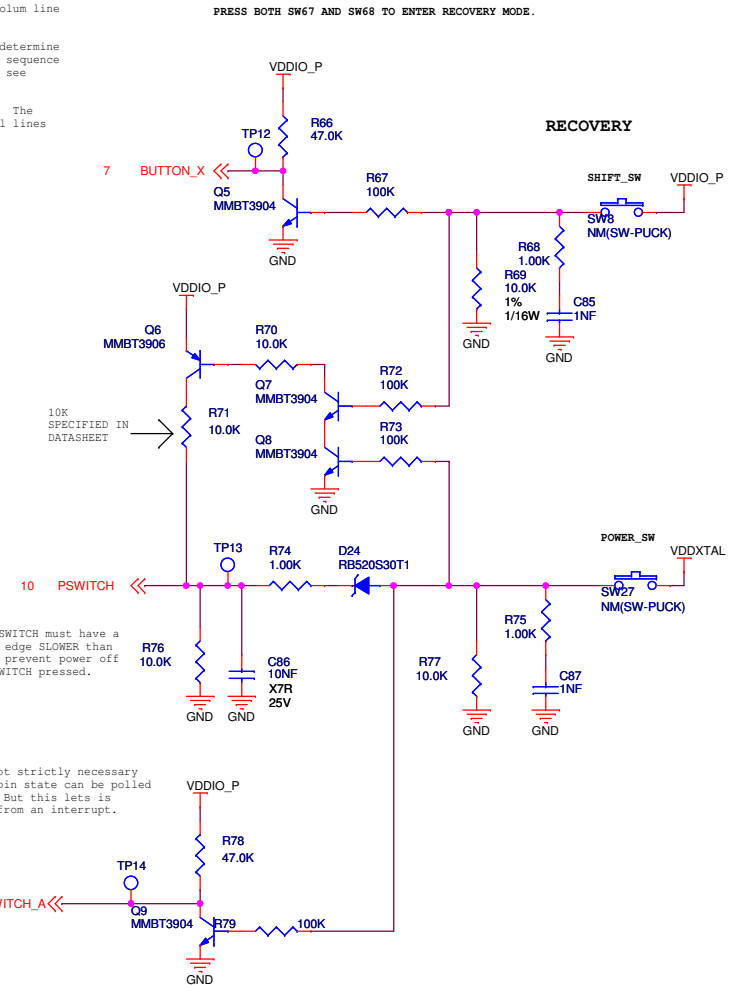 olum line
PRESS BOTH SW67 AND SW68 TO ENTER RECOVERY MODE.
determine
sequence
see
The
l lines
VDDIO_P
R66
47.0K
TP12
RECOVERY
7 BUTTON_X
Q5
MMBT3904
R67
100K
SHIFT_SW
VDDIO_P
SW8
NM(SW-PUCK)
GND
R68
1.00K
R69
10.0K
1%
1/16W
C85
1NF
GND
GND
VDDIO_P
Q6
MMBT3906
R70
10.0K
R72
100K
Q7
MMBT3904
10K
SPECIFIED IN
DATASHEET
R71
10.0K
R73
100K
Q8
MMBT3904
GND
POWER_SW
VDDXTAL
TP13
R74
1.00K
D24
RB520S30T1
10 PSWITCH
SW27
NM(SW-PUCK)
SWITCH must have a
edge SLOWER than
prevent power off
WITCH pressed.
R76
10.0K
C86
10NF
X7R
25V
R75
1.00K
R77
10.0K
C87
1NF
GND
GND
GND
GND
ot strictly necessary
pin state can be polled
But this lets is
from an interrupt.
VDDIO_P
R78
47.0K
TP14
ITCH_A
Q9
MMBT3904
R79
100K
GND